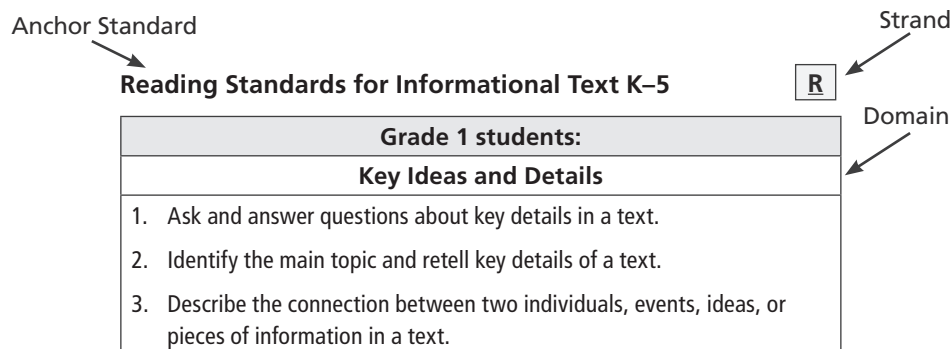 Anchor Standard
Strand
Reading Standards for Informational Text K–5
R
Domain
Grade 1 students:
Key Ideas and Details
1. Ask and answer questions about key details in a text.
2. Identify the main topic and retell key details of a text.
3. Describe the connection between two individuals, events, ideas, or
pieces of information in a text.